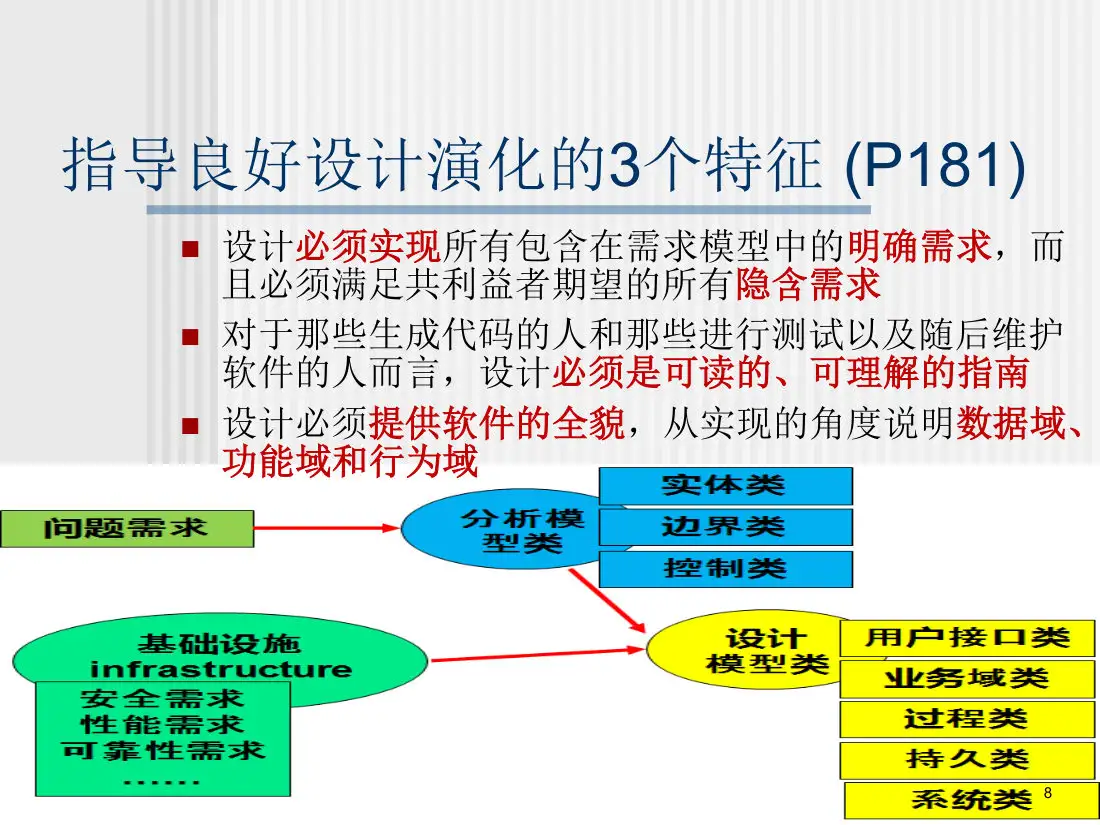 指导良好设计演化的3个特征 (P181)
设计必须实现所有包含在需求模型中的明确需求，而
且必须满足共利益者期望的所有隐含需求
对于那些生成代码的人和那些进行测试以及随后维护
软件的人而言，设计必须是可读的、可理解的指南
设计必须提供软件的全貌，从实现的角度说明数据域、
功能域和行为域
问题需求
分析模
型类
实体类
边界类
控制类
基础设施
infrastructure
安全需求
性能需求
可靠性需求
……
设计
模型类
用户接口类
业务域类
过程类
持久类
系统类
8